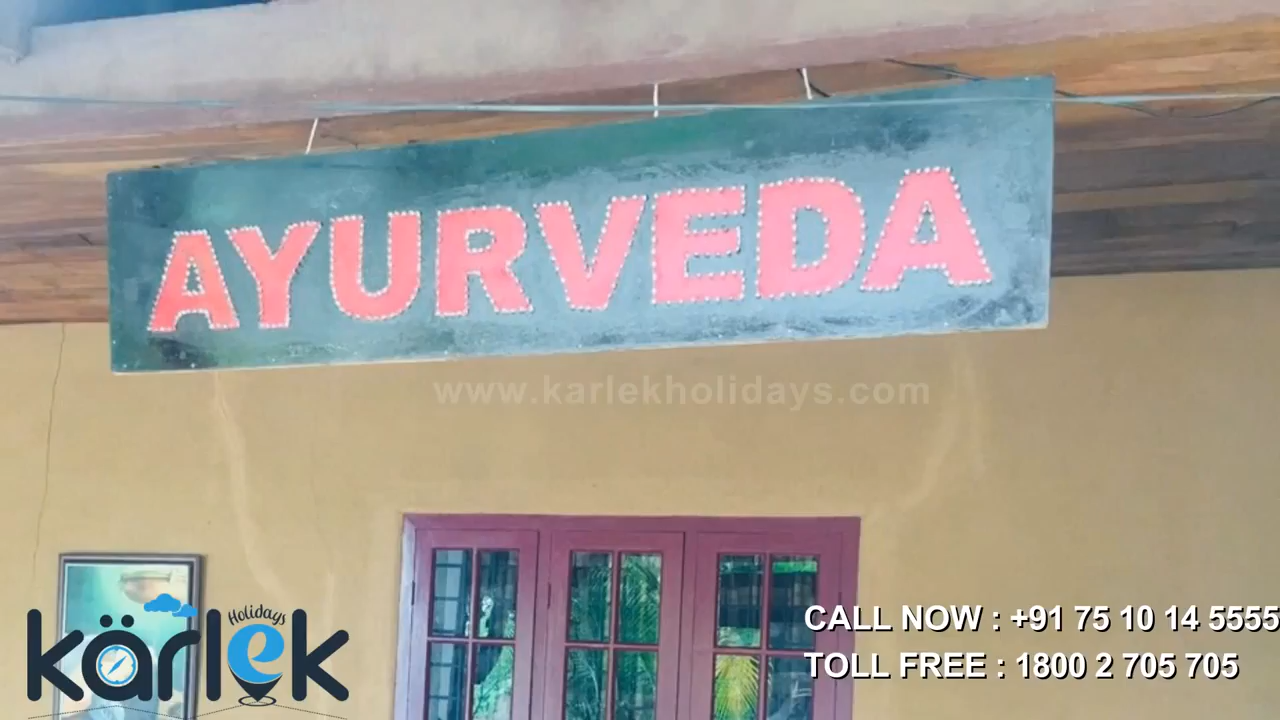 AYURVEDA
www.karlekholidays.com
Holidays
kärlek
CALL NOW : +91 75 10 14 5555
TOLL FREE : 1800 2 705 705